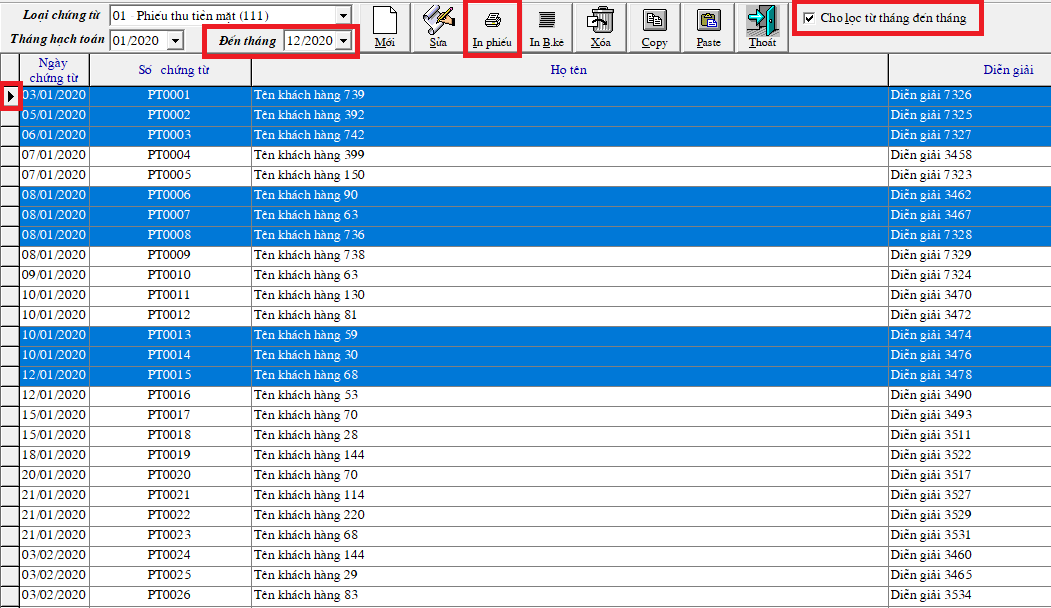 Loại chứng từ 01 - Phiếu thu tiền mặt (111)
Cho lọc từ tháng đến tháng
Tháng hạch toán 01/2020 Đến tháng 12/2020
Mới Sửa In phiếu In B.kê Xóa Copy Paste Thoát
Ngày chứng từ Số chứng từ Họ tên Diễn giải
03/01/2020 PT0001 Tên khách hàng 739 Diễn giải 7326
05/01/2020 PT0002 Tên khách hàng 392 Diễn giải 7325
06/01/2020 PT0003 Tên khách hàng 742 Diễn giải 7327
07/01/2020 PT0004 Tên khách hàng 399 Diễn giải 3458
07/01/2020 PT0005 Tên khách hàng 150 Diễn giải 7323
08/01/2020 PT0006 Tên khách hàng 90 Diễn giải 3462
08/01/2020 PT0007 Tên khách hàng 63 Diễn giải 3467
08/01/2020 PT0008 Tên khách hàng 736 Diễn giải 7328
08/01/2020 PT0009 Tên khách hàng 738 Diễn giải 7329
09/01/2020 PT0010 Tên khách hàng 63 Diễn giải 7324
10/01/2020 PT0011 Tên khách hàng 130 Diễn giải 3470
10/01/2020 PT0012 Tên khách hàng 81 Diễn giải 3472
10/01/2020 PT0013 Tên khách hàng 59 Diễn giải 3474
10/01/2020 PT0014 Tên khách hàng 30 Diễn giải 3476
12/01/2020 PT0015 Tên khách hàng 68 Diễn giải 3478
12/01/2020 PT0016 Tên khách hàng 53 Diễn giải 3490
15/01/2020 PT0017 Tên khách hàng 70 Diễn giải 3493
15/01/2020 PT0018 Tên khách hàng 28 Diễn giải 3511
18/01/2020 PT0019 Tên khách hàng 144 Diễn giải 3522
20/01/2020 PT0020 Tên khách hàng 70 Diễn giải 3517
21/01/2020 PT0021 Tên khách hàng 114 Diễn giải 3527
21/01/2020 PT0022 Tên khách hàng 220 Diễn giải 3529
21/01/2020 PT0023 Tên khách hàng 68 Diễn giải 3531
03/02/2020 PT0024 Tên khách hàng 144 Diễn giải 3460
03/02/2020 PT0025 Tên khách hàng 29 Diễn giải 3465
03/02/2020 PT0026 Tên khách hàng 83 Diễn giải 3534